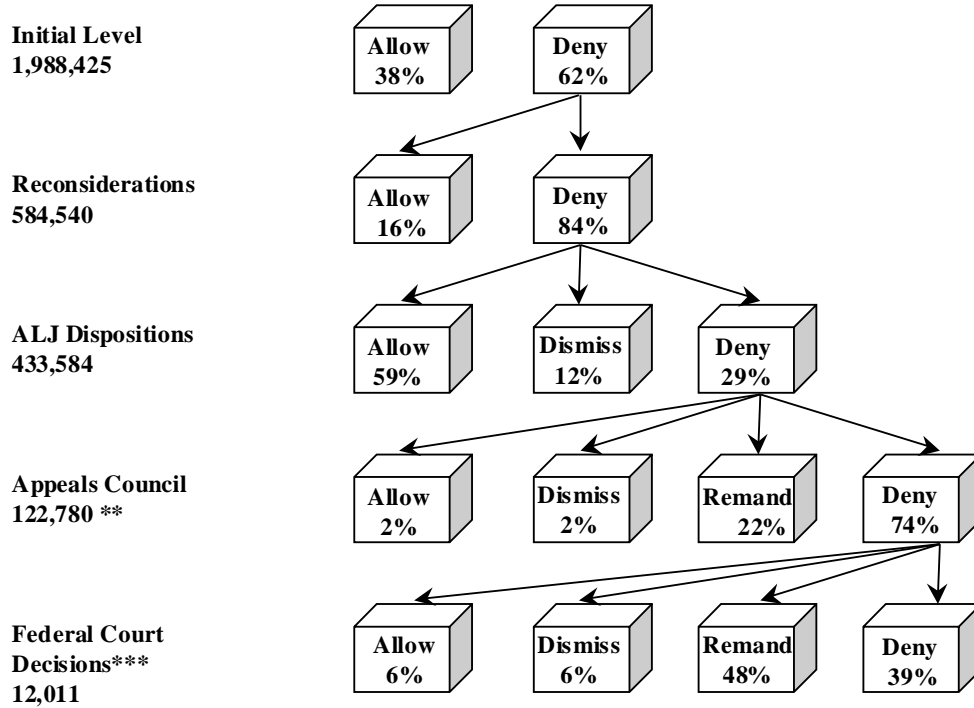 Initial Level
1,988,425
Allow
38%
Deny
62%
Reconsiderations
584,540
Allow
16%
Deny
84%
ALJ Dispositions
433,584
Allow
59%
Dismiss
12%
Deny
29%
Appeals Council
122,780 **
Allow
2%
Dismiss
2%
Remand
22%
Deny
74%
Federal Court
Decisions***
12,011
Allow
6%
Dismiss
6%
Remand
48%
Deny
39%